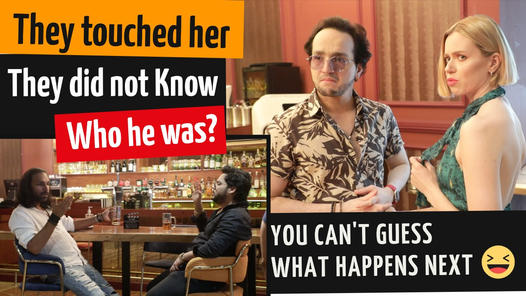 They touched her
They did not Know
Who he was?
YOU CAN'T GUESS
WHAT HAPPENS NEXT 😆